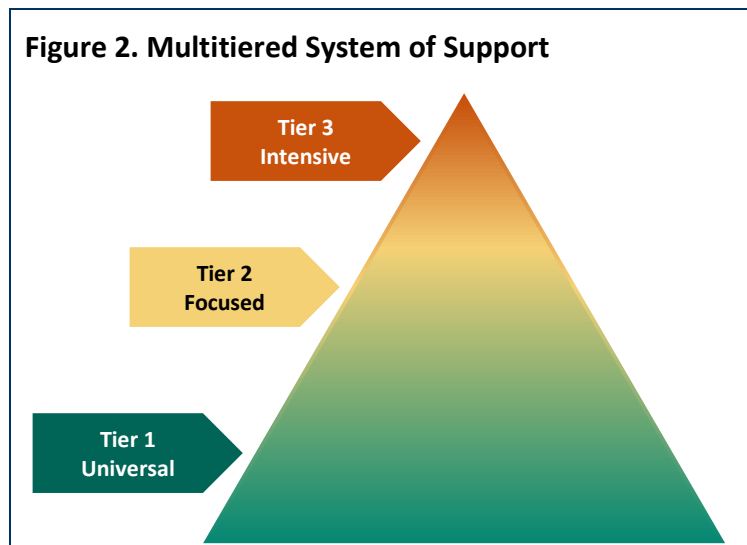 Figure 2. Multitiered System of Support
Tier 3
Intensive
Tier 2
Focused
Tier 1
Universal